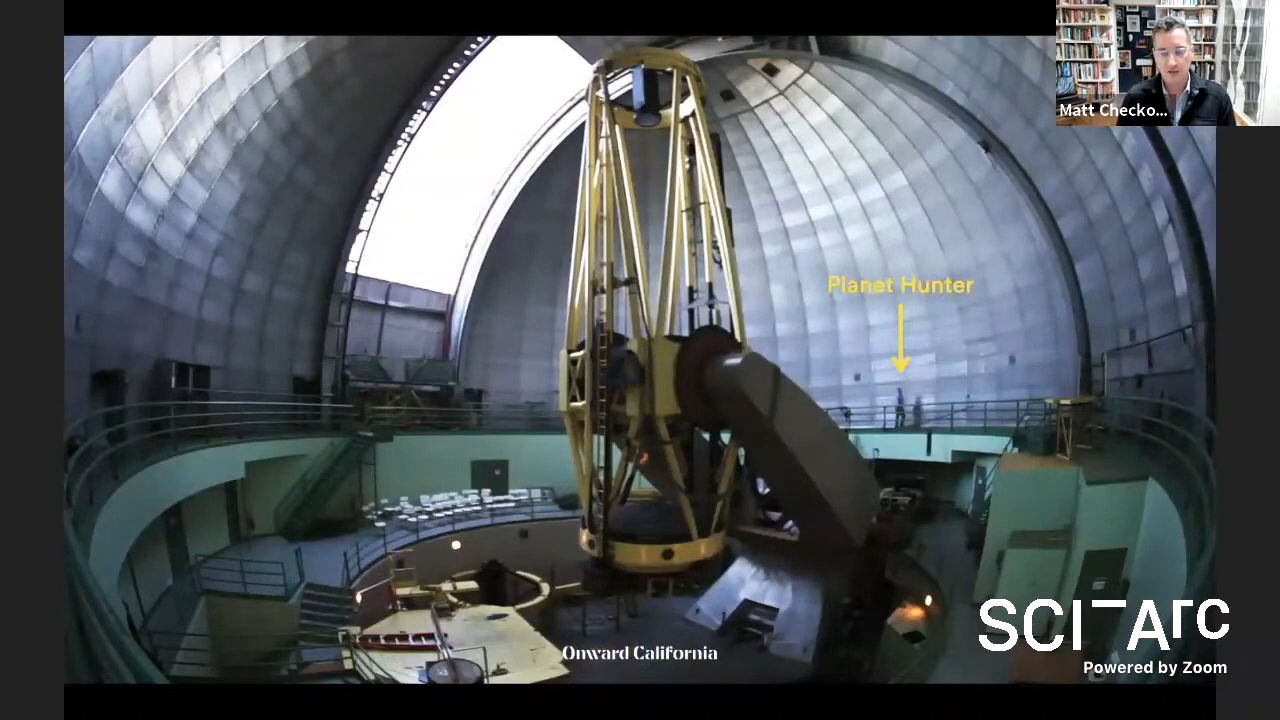 Matt Checko...
Planet Hunter
Onward California
SCI-Arc
Powered by Zoom